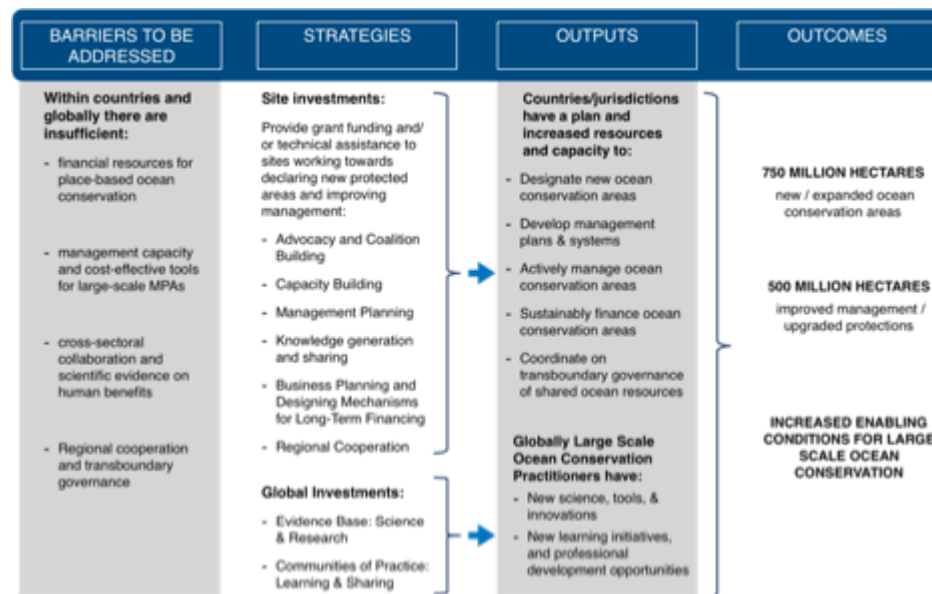 BARRIERS TO BE
ADDRESSED
STRATEGIES
OUTPUTS
OUTCOMES
Within countries and
globally there are
insufficient:
- financial resources for
place-based ocean
conservation
- management capacity
and cost-effective tools
for large-scale MPAs
- cross-sectoral
collaboration and
scientific evidence on
human benefits
- Regional cooperation
and transboundary
governance
Site investments:
Provide grant funding and/
or technical assistance to
sites working towards
declaring new protected
areas and improving
management:
- Advocacy and Coalition
Building
- Capacity Building
- Management Planning
- Knowledge generation
and sharing
- Business Planning and
Designing Mechanisms
for Long-Term Financing
- Regional Cooperation
Global Investments:
- Evidence Base: Science
& Research
- Communities of Practice:
Learning & Sharing
Countries/jurisdictions
have a plan and
increased resources
and capacity to:
- Designate new ocean
conservation areas
- Develop management
plans & systems
- Actively manage ocean
conservation areas
- Sustainably finance ocean
conservation areas
- Coordinate on
transboundary governance
of shared ocean resources
Globally Large Scale
Ocean Conservation
Practitioners have:
- New science, tools, &
innovations
- New learning initiatives,
and professional
development opportunities
750 MILLION HECTARES
new / expanded ocean
conservation areas
500 MILLION HECTARES
improved management /
upgraded protections
INCREASED ENABLING
CONDITIONS FOR LARGE
SCALE OCEAN
CONSERVATION